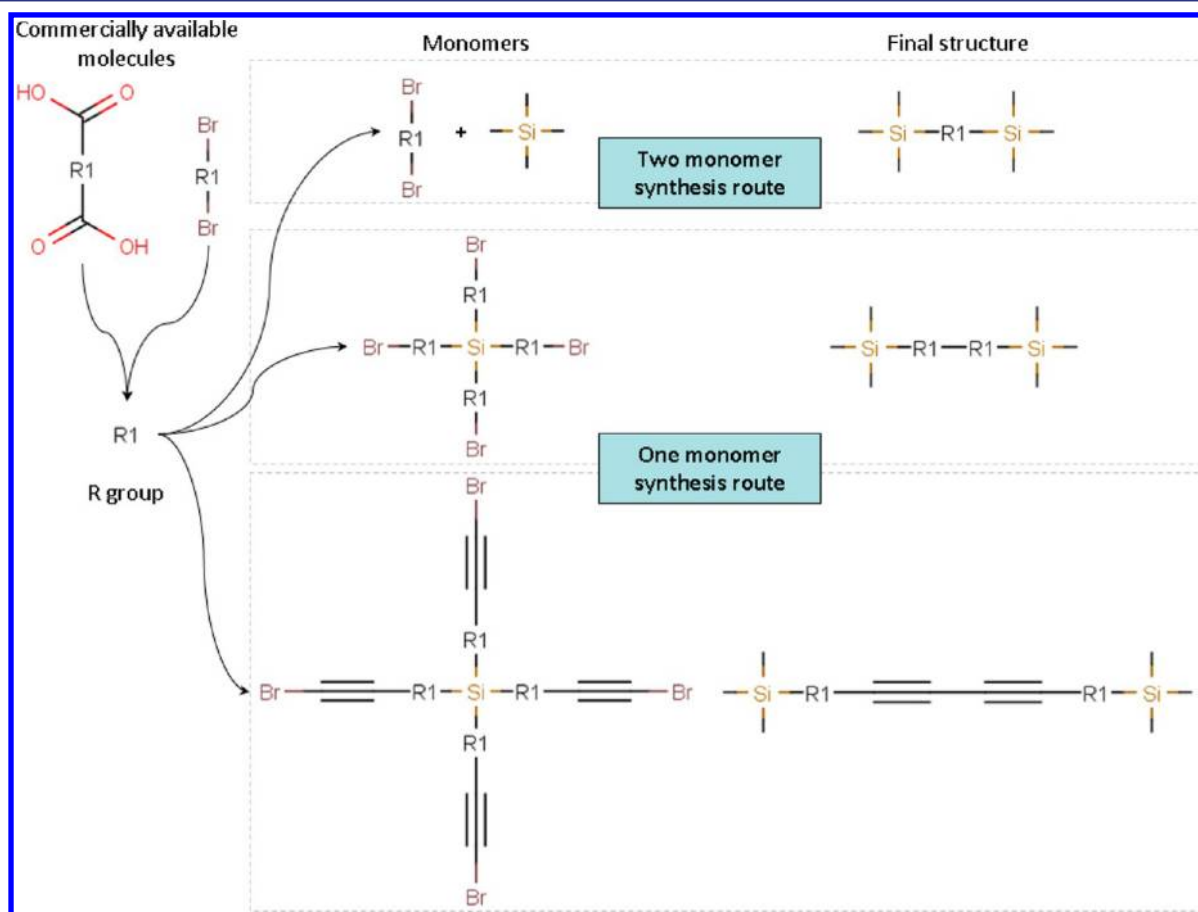 Commercially available
molecules
Monomers
Final structure
HO
O
R1
O
OH
Br
R1
Br
Br
R1
Br
+
Si
Si
R1
Si
Two monomer
synthesis route
Br
R1
Br
R1
Si
R1
Br
R1
Br
Si
R1
R1
Si
One monomer
synthesis route
R1
R group
Br
R1
Br
R1
Si
R1
Br
R1
Br
Si
R1
R1
Si